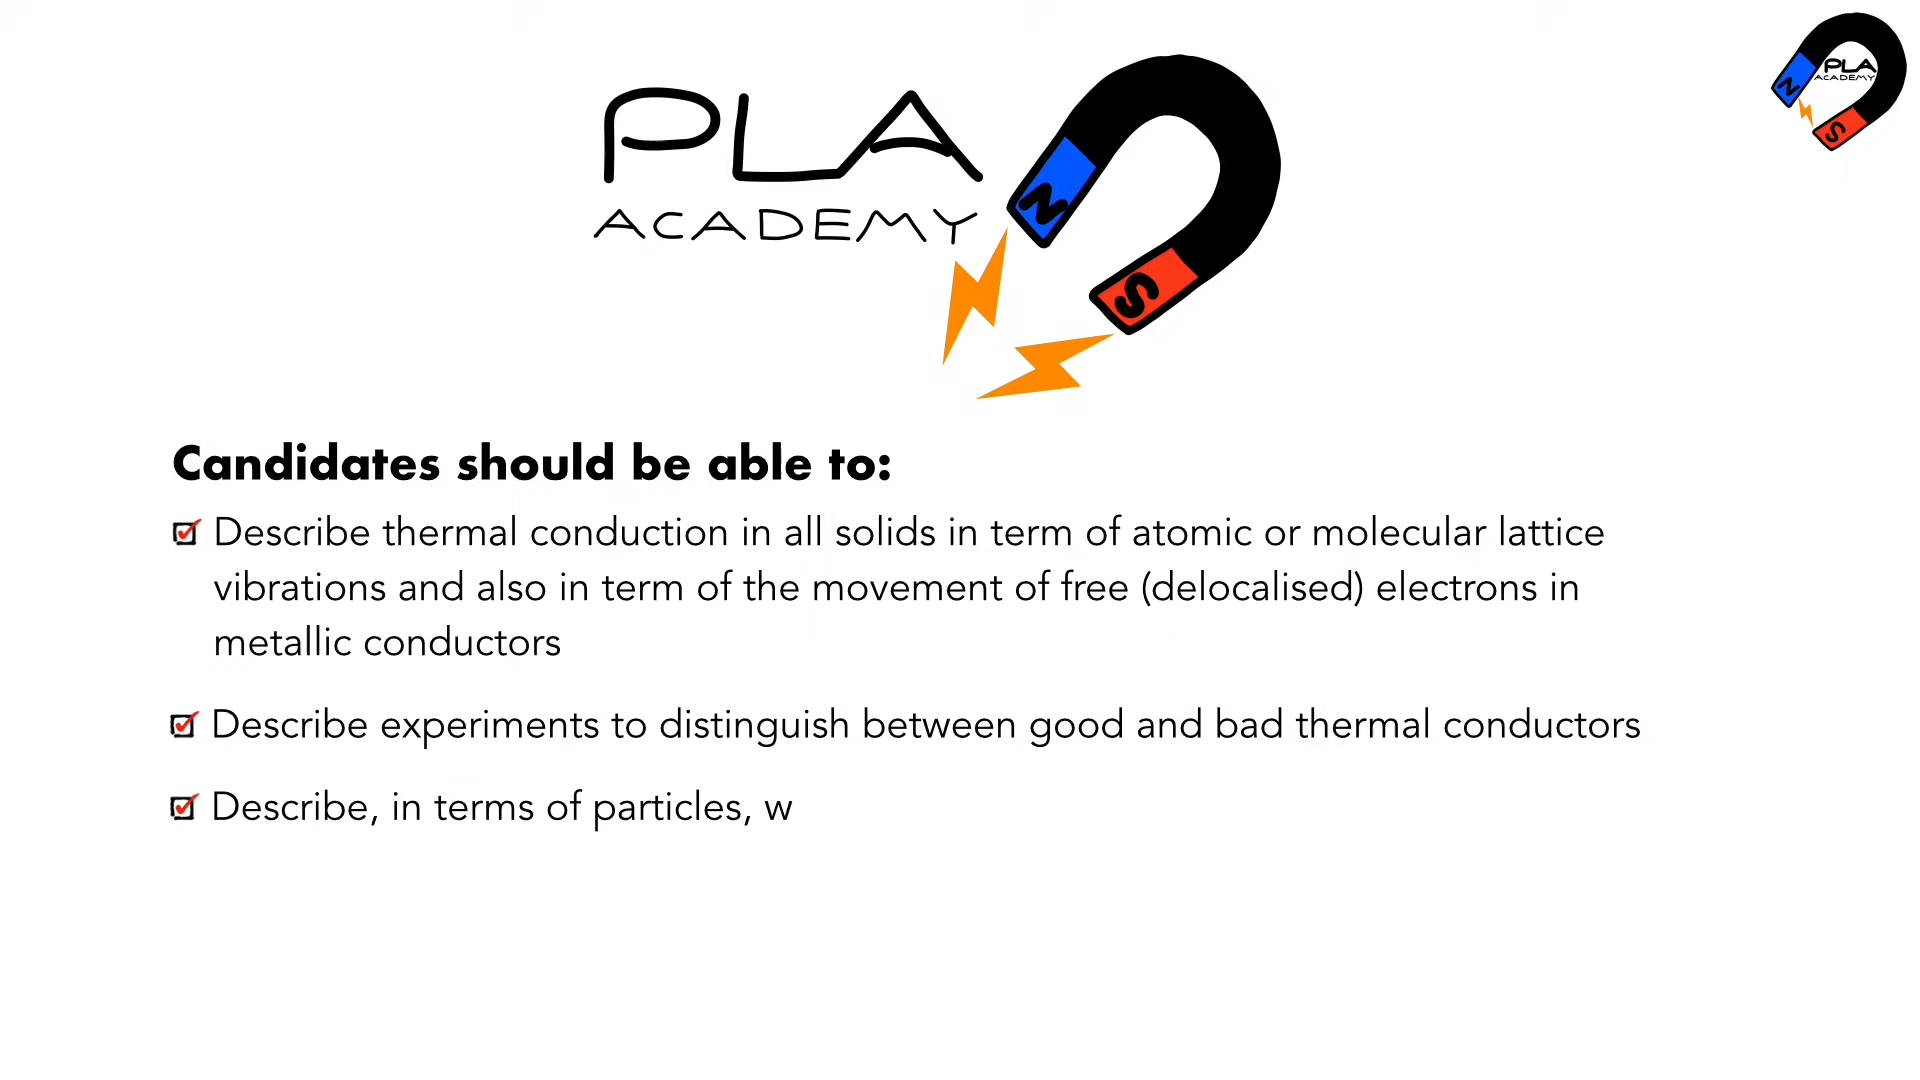 PLA
ACADEMY
N
S
PLA
ACADEMY
N
S
Candidates should be able to:
Describe thermal conduction in all solids in term of atomic or molecular lattice
vibrations and also in term of the movement of free (delocalised) electrons in
metallic conductors
Describe experiments to distinguish between good and bad thermal conductors
Describe, in terms of particles, w